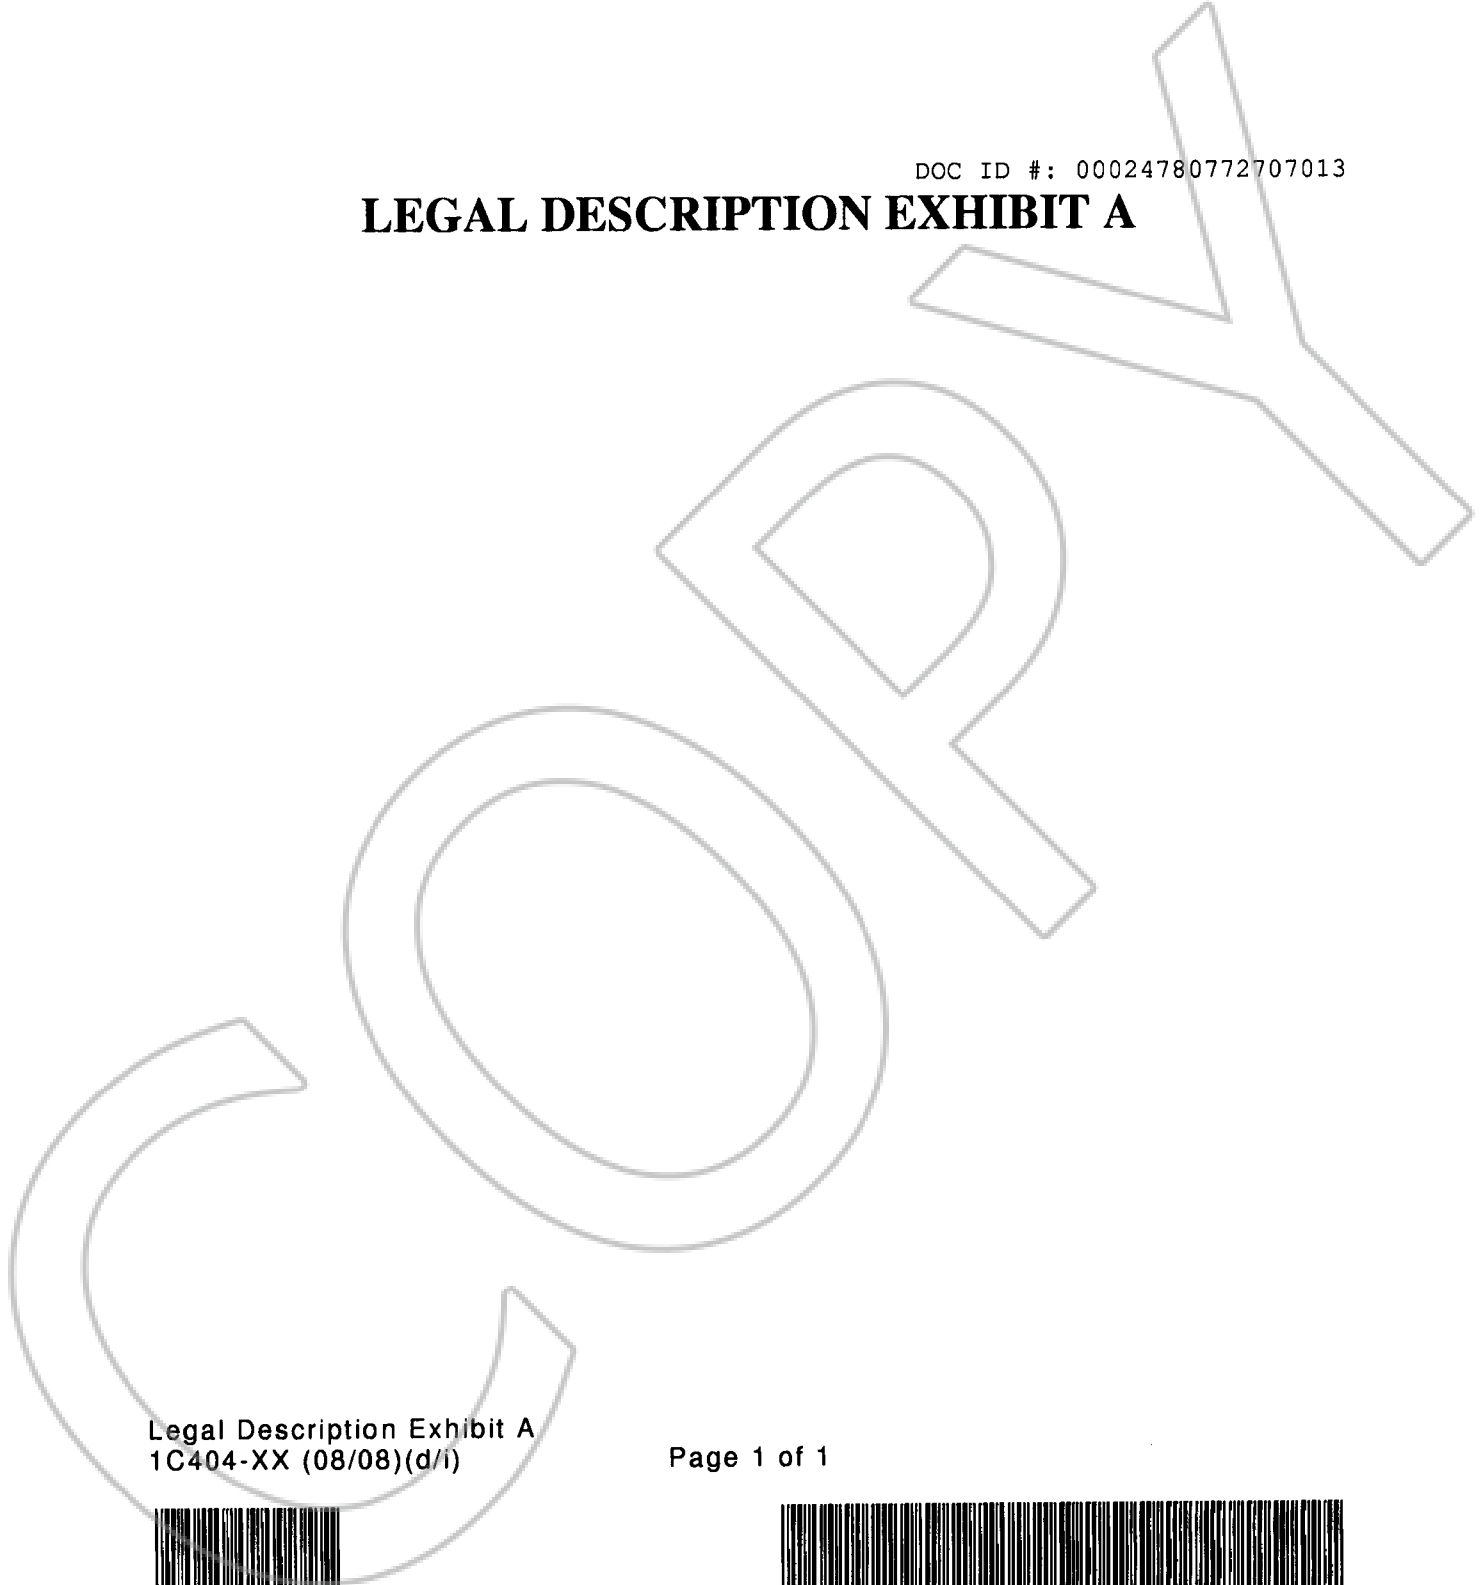 DOC ID #: 00024780772707013
LEGAL DESCRIPTION EXHIBIT A
COPY
Legal Description Exhibit A
1C404-XX (08/08)(d/i)
Page 1 of 1